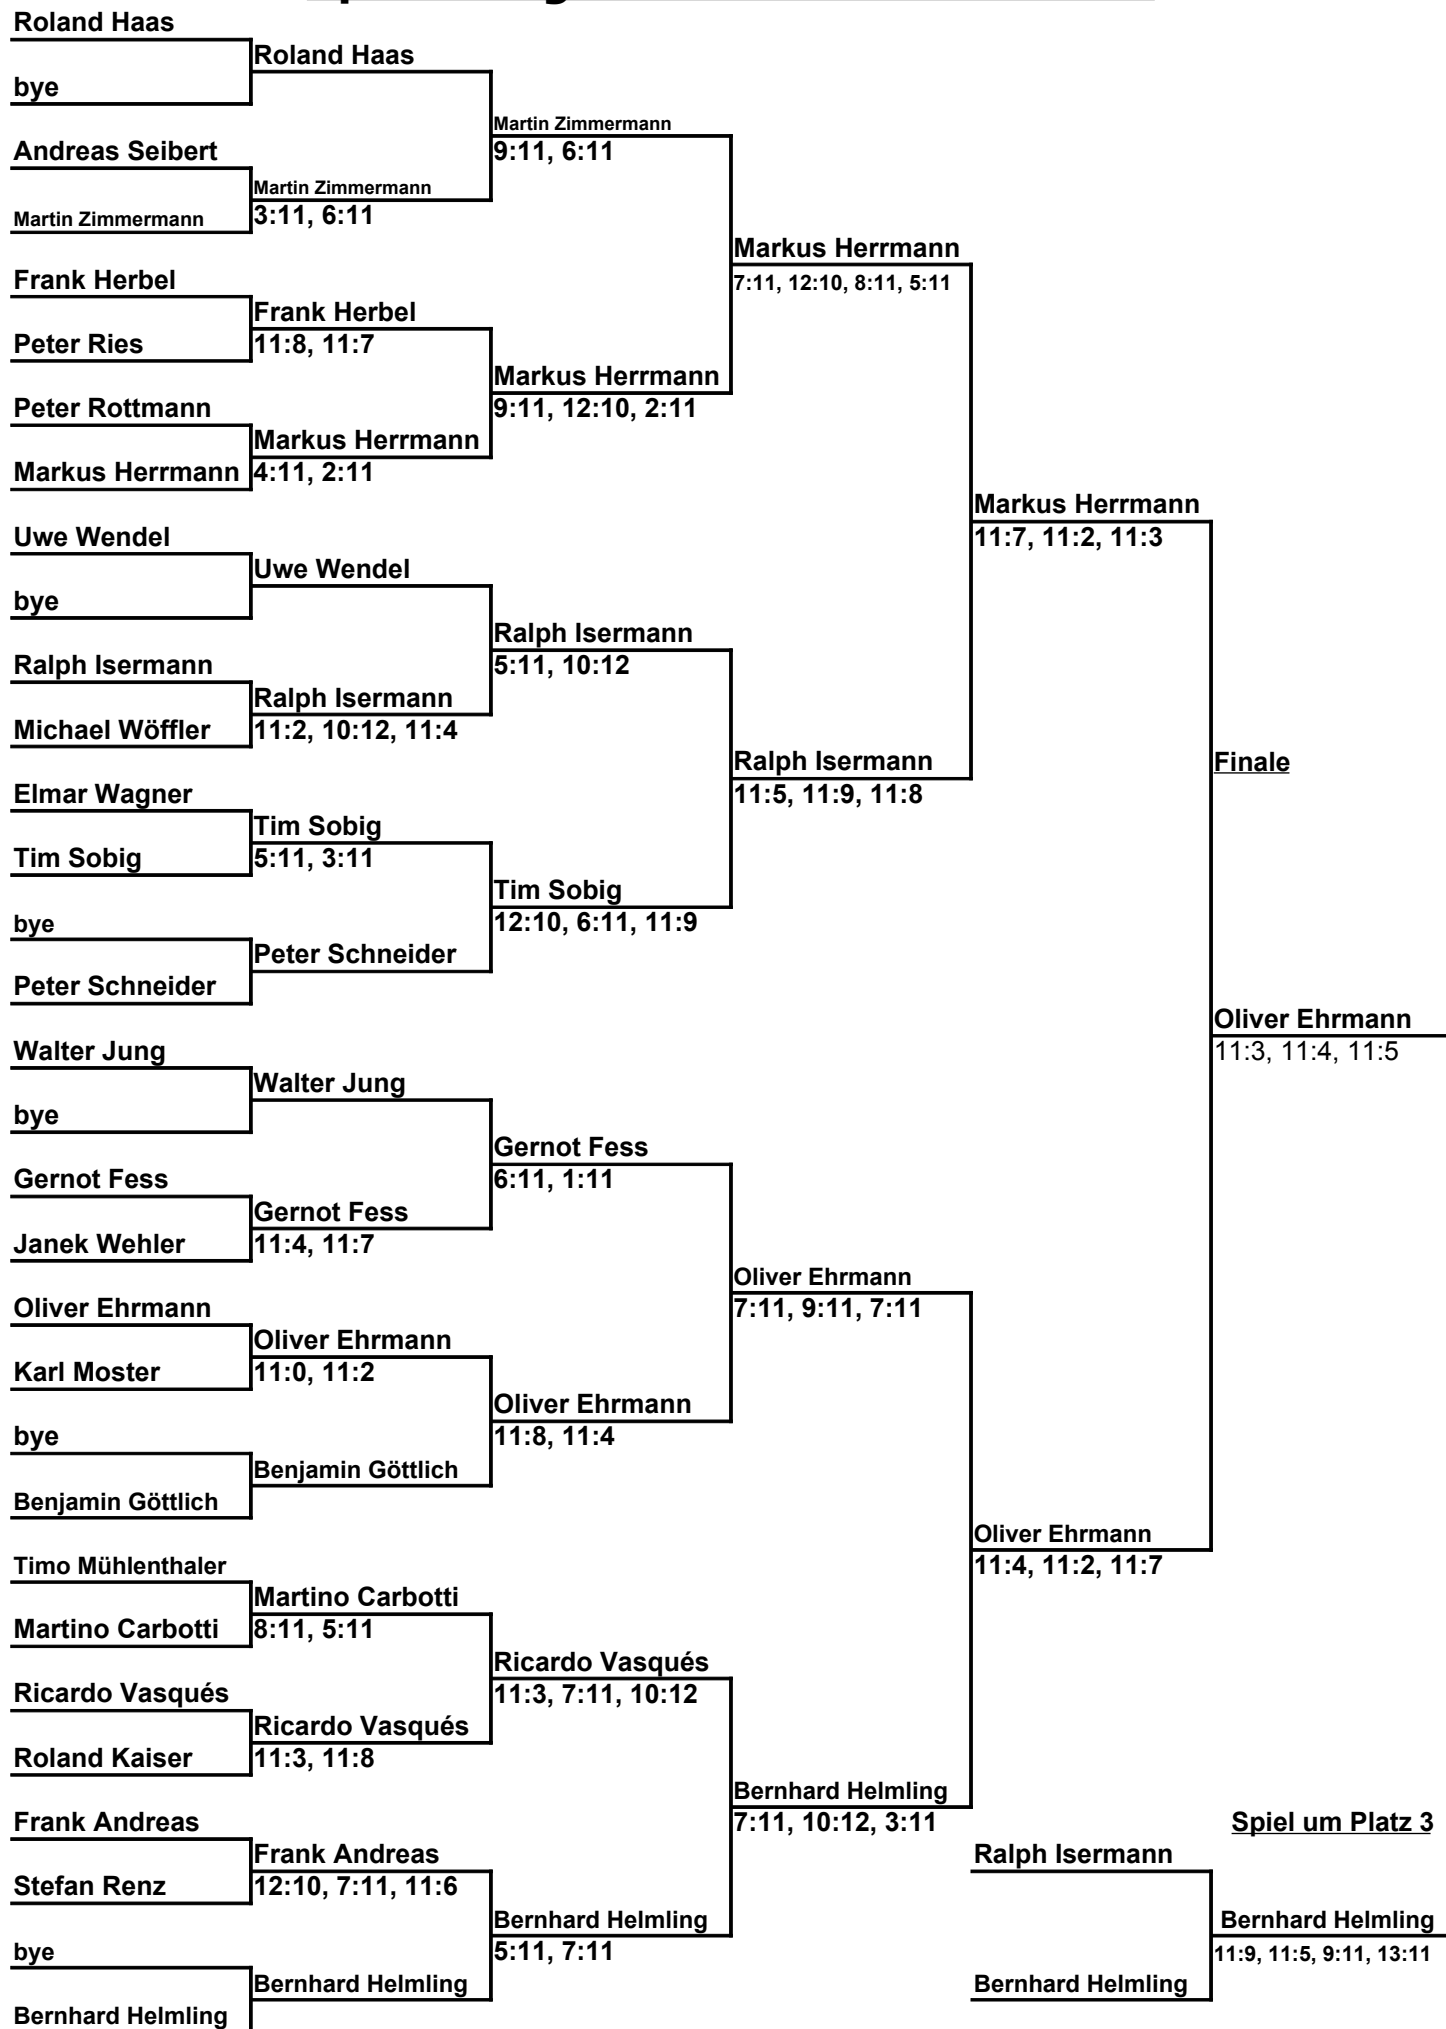 Roland Haas
bye
Andreas Seibert
Martin Zimmermann
Frank Herbel
Peter Ries
Peter Rottmann
Markus Herrmann
Uwe Wendel
bye
Ralph Isermann
Michael Wöffler
Elmar Wagner
Tim Sobig
bye
Peter Schneider
Walter Jung
bye
Gernot Fess
Janek Wehler
Oliver Ehrmann
Karl Moster
bye
Benjamin Göttlich
Timo Mühlenthaler
Martino Carbotti
Ricardo Vasqués
Roland Kaiser
Frank Andreas
Stefan Renz
bye
Bernhard Helmling
Roland Haas
Martin Zimmermann
3:11, 6:11
Frank Herbel
11:8, 11:7
Markus Herrmann
4:11, 2:11
Uwe Wendel
Ralph Isermann
11:2, 10:12, 11:4
Tim Sobig
5:11, 3:11
Peter Schneider
Walter Jung
Gernot Fess
11:4, 11:7
Oliver Ehrmann
11:0, 11:2
Benjamin Göttlich
Martino Carbotti
8:11, 5:11
Ricardo Vasqués
11:3, 11:8
Frank Andreas
12:10, 7:11, 11:6
Bernhard Helmling
Martin Zimmermann
9:11, 6:11
Markus Herrmann
9:11, 12:10, 2:11
Ralph Isermann
5:11, 10:12
Tim Sobig
12:10, 6:11, 11:9
Gernot Fess
6:11, 1:11
Oliver Ehrmann
11:8, 11:4
Ricardo Vasqués
11:3, 7:11, 10:12
Bernhard Helmling
5:11, 7:11
Markus Herrmann
7:11, 12:10, 8:11, 5:11
Ralph Isermann
11:5, 11:9, 11:8
Oliver Ehrmann
7:11, 9:11, 7:11
Bernhard Helmling
7:11, 10:12, 3:11
Markus Herrmann
11:7, 11:2, 11:3
Oliver Ehrmann
11:4, 11:2, 11:7
Finale
Oliver Ehrmann
11:3, 11:4, 11:5
Spiel um Platz 3
Ralph Isermann
Bernhard Helmling
Bernhard Helmling
11:9, 11:5, 9:11, 13:11